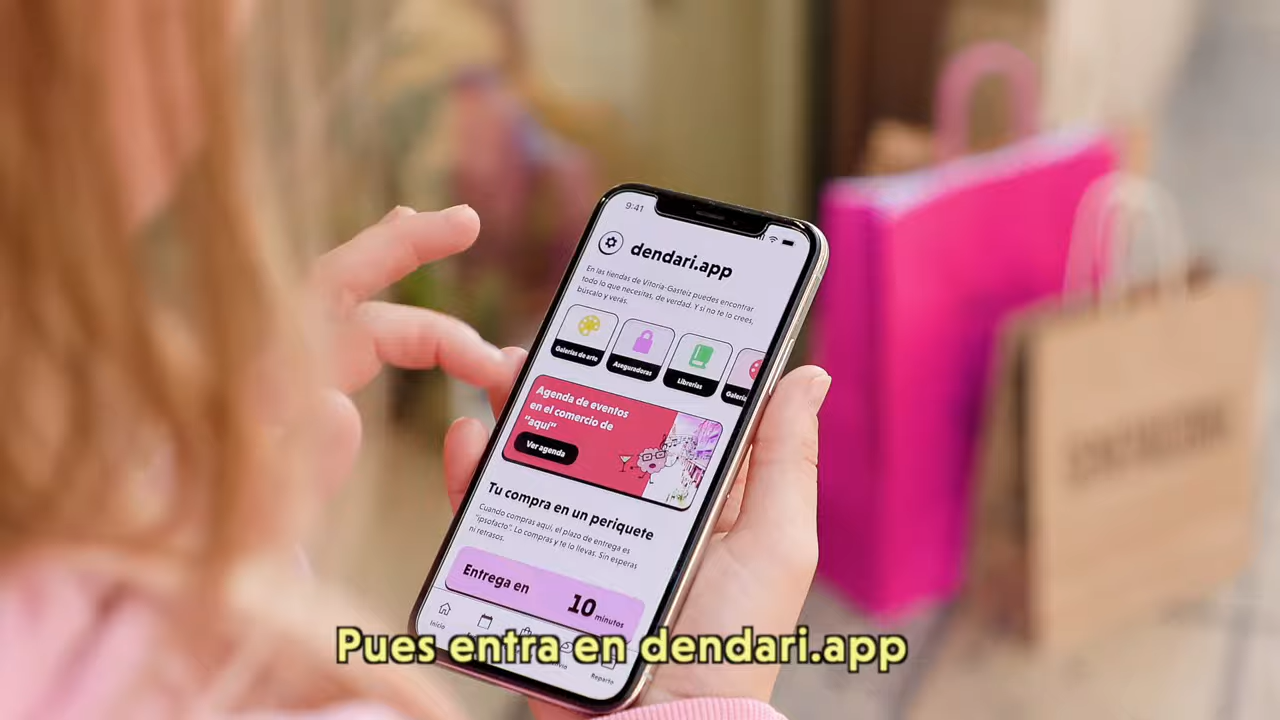 9:41
dendari.app
En las tiendas de Vitoria-Gasteiz puedes encontrar
todo lo que necesitas, de verdad. Y si no te lo crees,
búscalo y verás.
Galerías de arte
Aseguradoras
Librerías
Galería
Agenda de eventos
en el comercio de
"aquí"
Ver agenda
Tu compra en un periquete
Cuando compras aquí, el plazo de entrega es
"ipsofacto". Lo compras y te lo llevas. Sin esperas
ni retrasos.
Entrega en 10 minutos
Inicio
Reparto
Pues entra en dendari.app